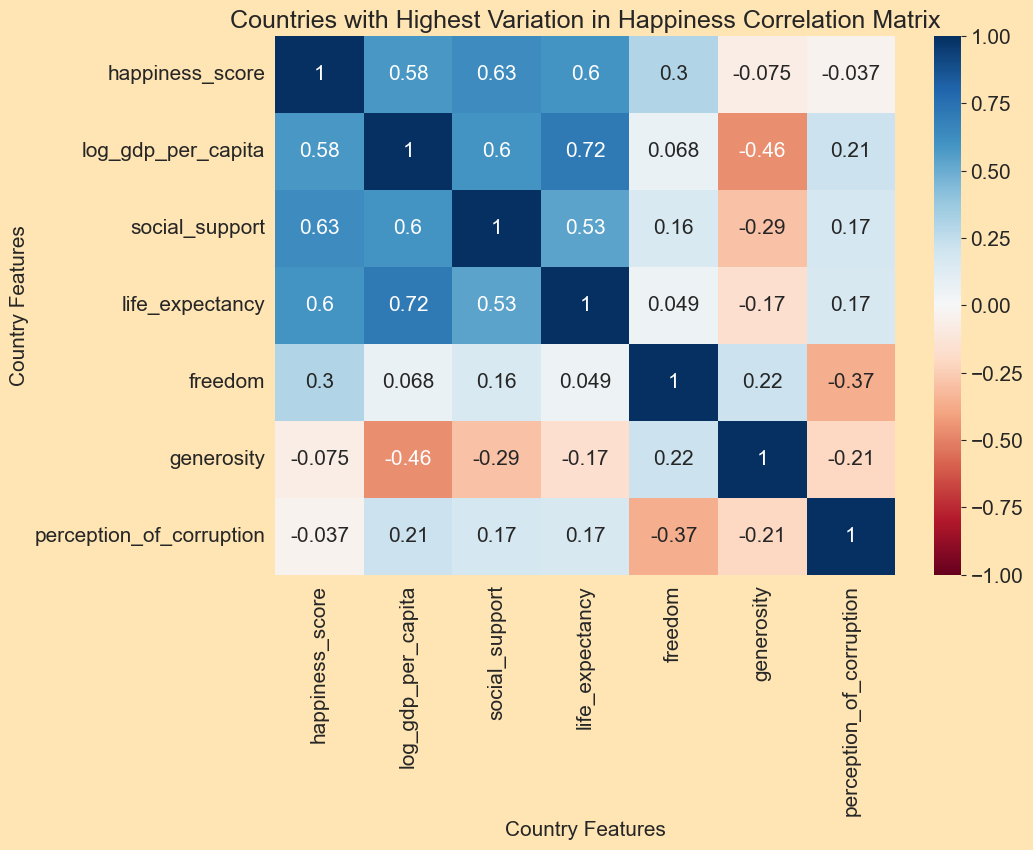 Countries with Highest Variation in Happiness Correlation Matrix
Country Features
happiness_score 1 0.58 0.63 0.6 0.3 -0.075 -0.037
log_gdp_per_capita 0.58 1 0.6 0.72 0.068 -0.46 0.21
social_support 0.63 0.6 1 0.53 0.16 -0.29 0.17
life_expectancy 0.6 0.72 0.53 1 0.049 -0.17 0.17
freedom 0.3 0.068 0.16 0.049 1 0.22 -0.37
generosity -0.075 -0.46 -0.29 -0.17 0.22 1 -0.21
perception_of_corruption -0.037 0.21 0.17 0.17 -0.37 -0.21 1
happiness_score
log_gdp_per_capita
social_support
life_expectancy
freedom
generosity
perception_of_corruption
Country Features
1.00
0.75
0.50
0.25
0.00
−0.25
−0.50
−0.75
−1.00